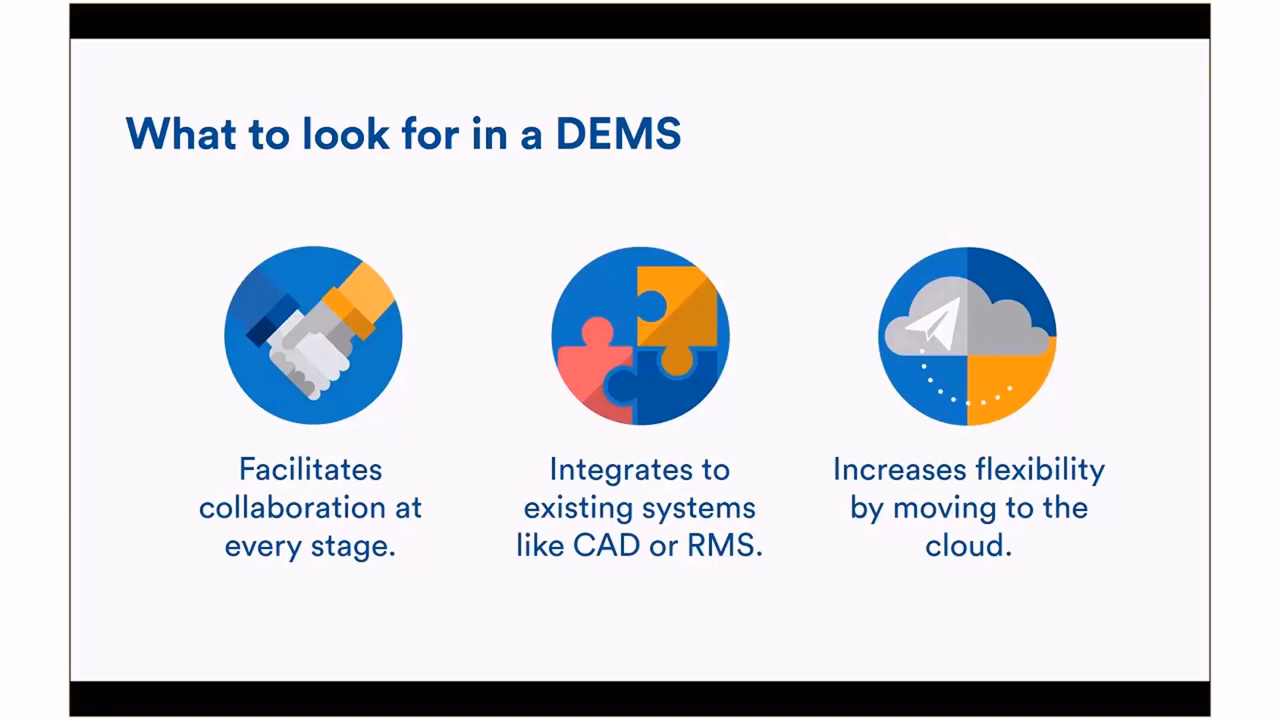 What to look for in a DEMS
Facilitates
collaboration at
every stage.
Integrates to
existing systems
like CAD or RMS.
Increases flexibility
by moving to the
cloud.